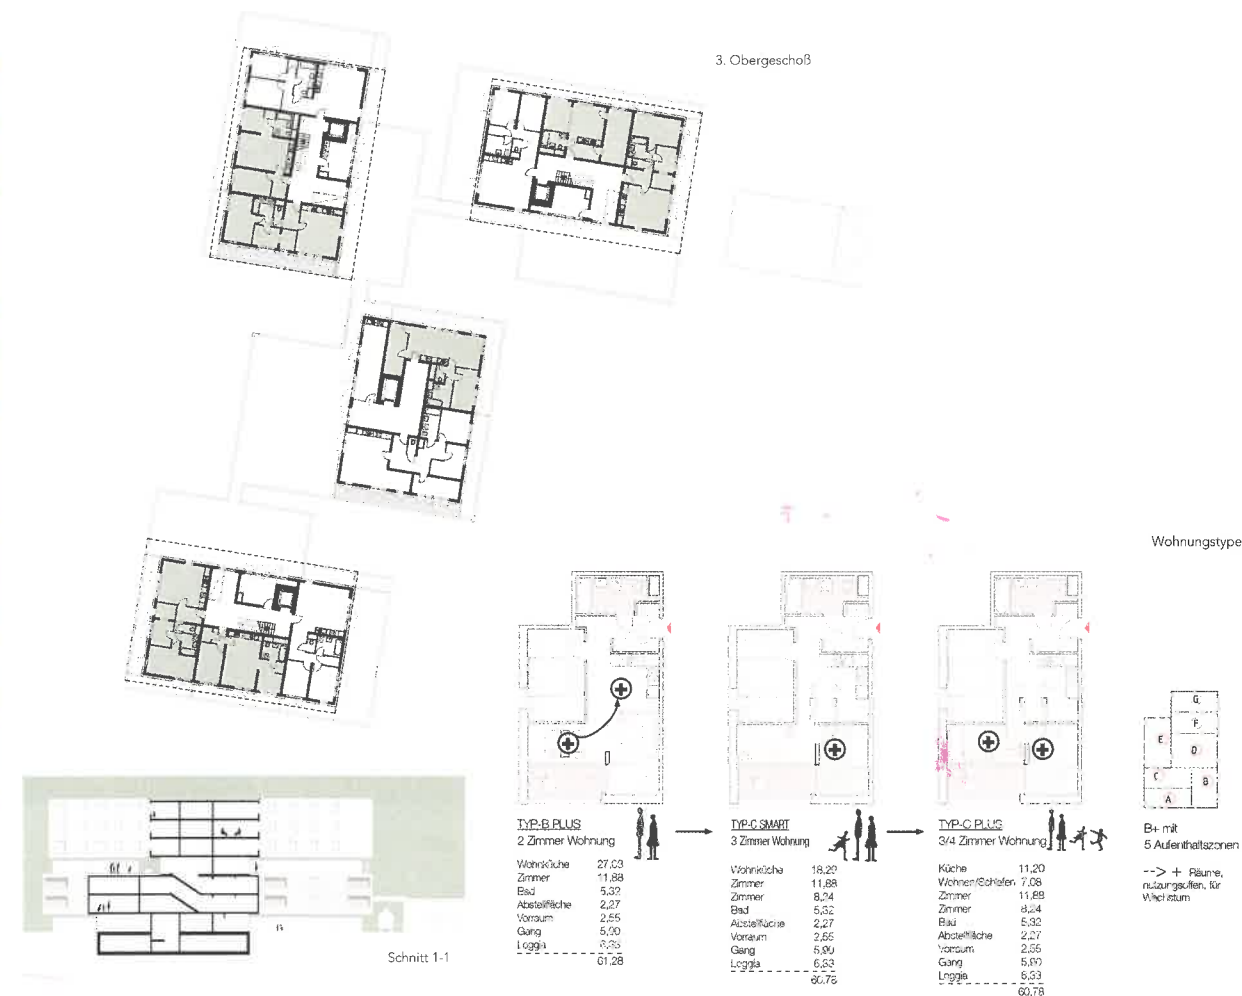 3. Obergeschoß
Wohnungstype
G
F
E
D
C
B
A
TYP-B PLUS
2 Zimmer Wohnung
Wohnküche 27,03
Zimmer 11,88
Bad 5,32
Abstellfläche 2,27
Vorraum 2,55
Gang 5,90
Loggia
61,28
TYP-C SMART
3 Zimmer Wohnung
Wohnküche 18,29
Zimmer 11,88
Zimmer 8,24
Bad 5,32
Abstellfläche 2,27
Vorraum 2,55
Gang 5,90
Loggia 6,33
60,78
TYP-C PLUS
3/4 Zimmer Wohnung
Küche 11,20
Wohnen/Schlafen 7,08
Zimmer 11,88
Zimmer 8,24
Bad 5,32
Abstellfläche 2,27
Vorraum 2,55
Gang 5,90
Loggia 6,33
60,78
B+ mit
5 Aufenthaltszonen
--> + Räume,
nutzungsoffen, für
Wachstum
Schnitt 1-1